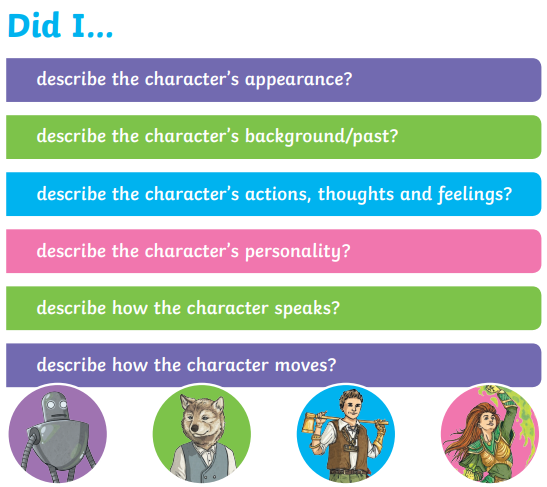 Did I...
describe the character's appearance?
describe the character's background/past?
describe the character's actions, thoughts and feelings?
describe the character's personality?
describe how the character speaks?
describe how the character moves?